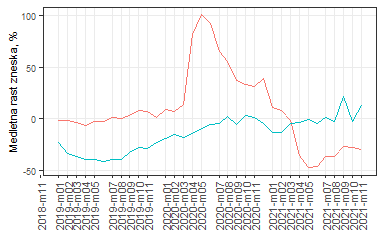 Medletna rast zneska, %
100
50
0
-50
2018-m11
2019-m01
2019-m02
2019-m03
2019-m04
2019-m05
2019-m07
2019-m08
2019-m09
2019-m10
2019-m11
2020-m01
2020-m02
2020-m03
2020-m04
2020-m05
2020-m07
2020-m08
2020-m09
2020-m10
2020-m11
2021-m01
2021-m02
2021-m03
2021-m04
2021-m05
2021-m07
2021-m08
2021-m09
2021-m10
2021-m11